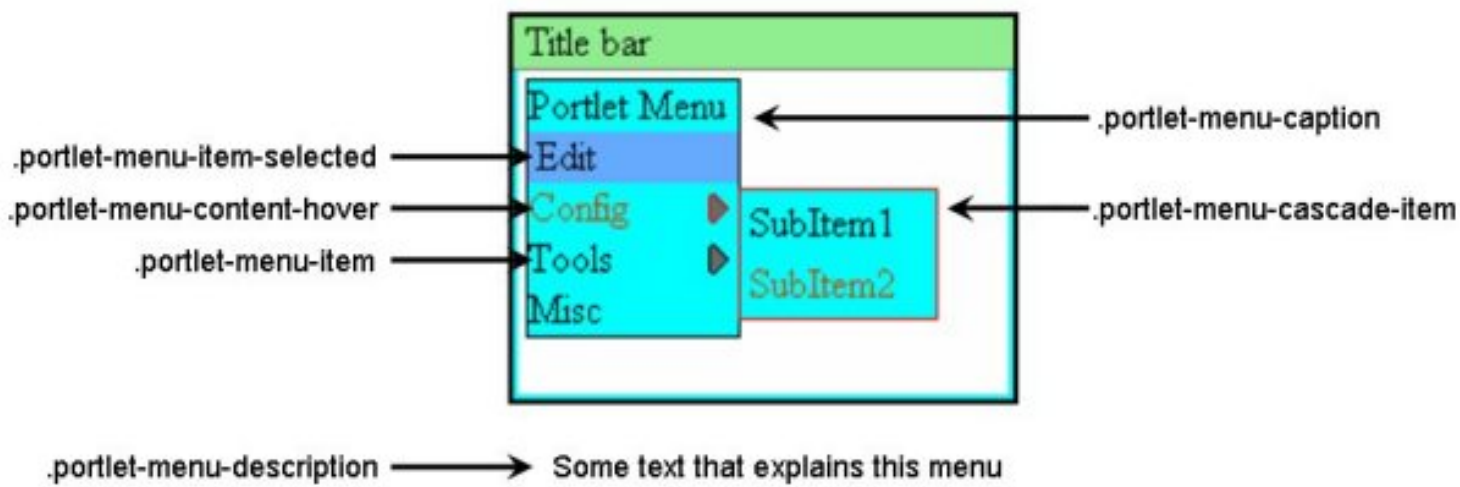 Title bar
Portlet Menu
.portlet-menu-caption
.portlet-menu-item-selected
Edit
.portlet-menu-content-hover
Config
SubItem1
.portlet-menu-cascade-item
.portlet-menu-item
Tools
SubItem2
Misc
.portlet-menu-description
Some text that explains this menu